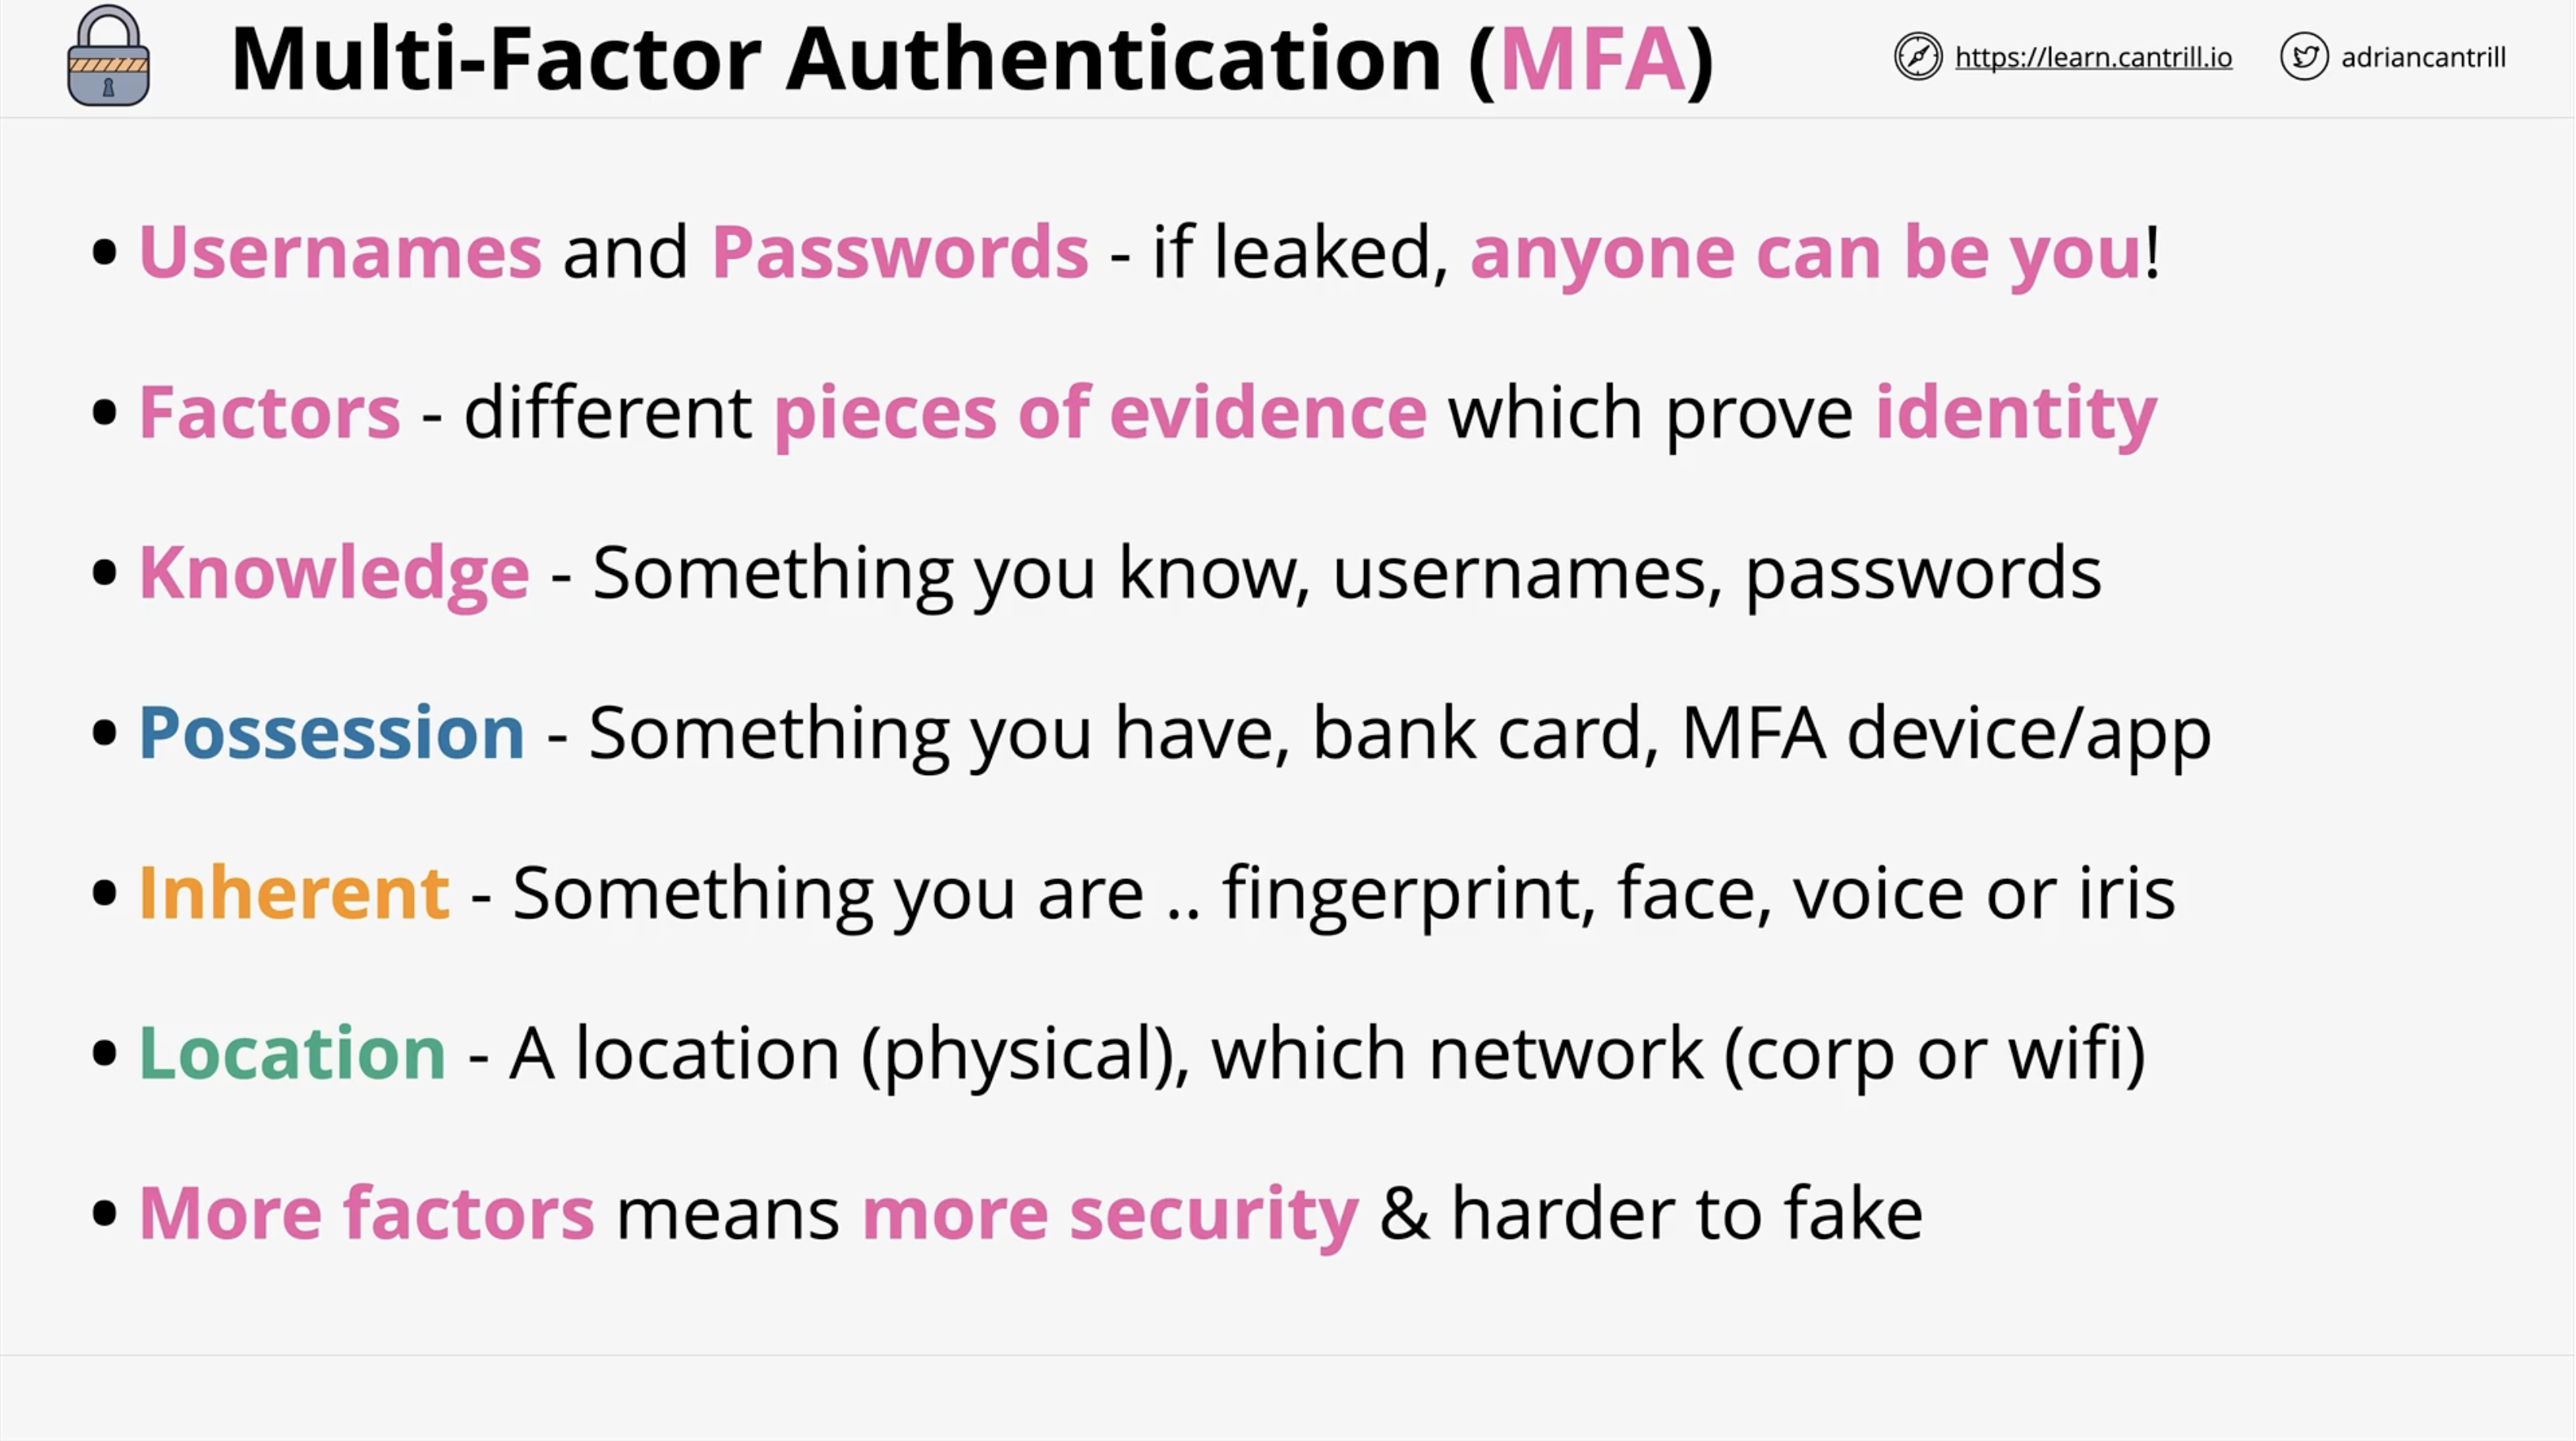 Multi-Factor Authentication (MFA)
https://learn.cantrill.io
adriancantrill
• Usernames and Passwords - if leaked, anyone can be you!
• Factors - different pieces of evidence which prove identity
• Knowledge - Something you know, usernames, passwords
• Possession - Something you have, bank card, MFA device/app
• Inherent - Something you are .. fingerprint, face, voice or iris
• Location - A location (physical), which network (corp or wifi)
• More factors means more security & harder to fake